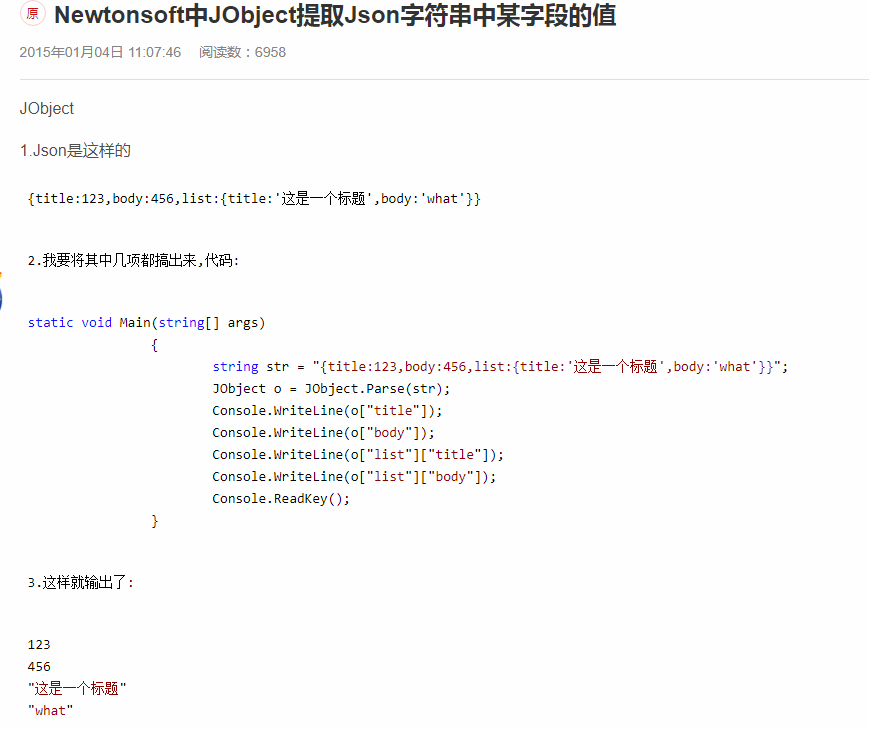 原 Newtonsoft中JObject提取Json字符串中某字段的值
2015年01月04日 11:07:46 阅读数：6958
JObject
1.Json是这样的
{title:123,body:456,list:{title:'这是一个标题',body:'what'}}
2.我要将其中几项都搞出来,代码:
static void Main(string[] args)
{
string str = "{title:123,body:456,list:{title:'这是一个标题',body:'what'}}";
JObject o = JObject.Parse(str);
Console.WriteLine(o["title"]);
Console.WriteLine(o["body"]);
Console.WriteLine(o["list"]["title"]);
Console.WriteLine(o["list"]["body"]);
Console.ReadKey();
}
3.这样就输出了:
123
456
"这是一个标题"
"what"